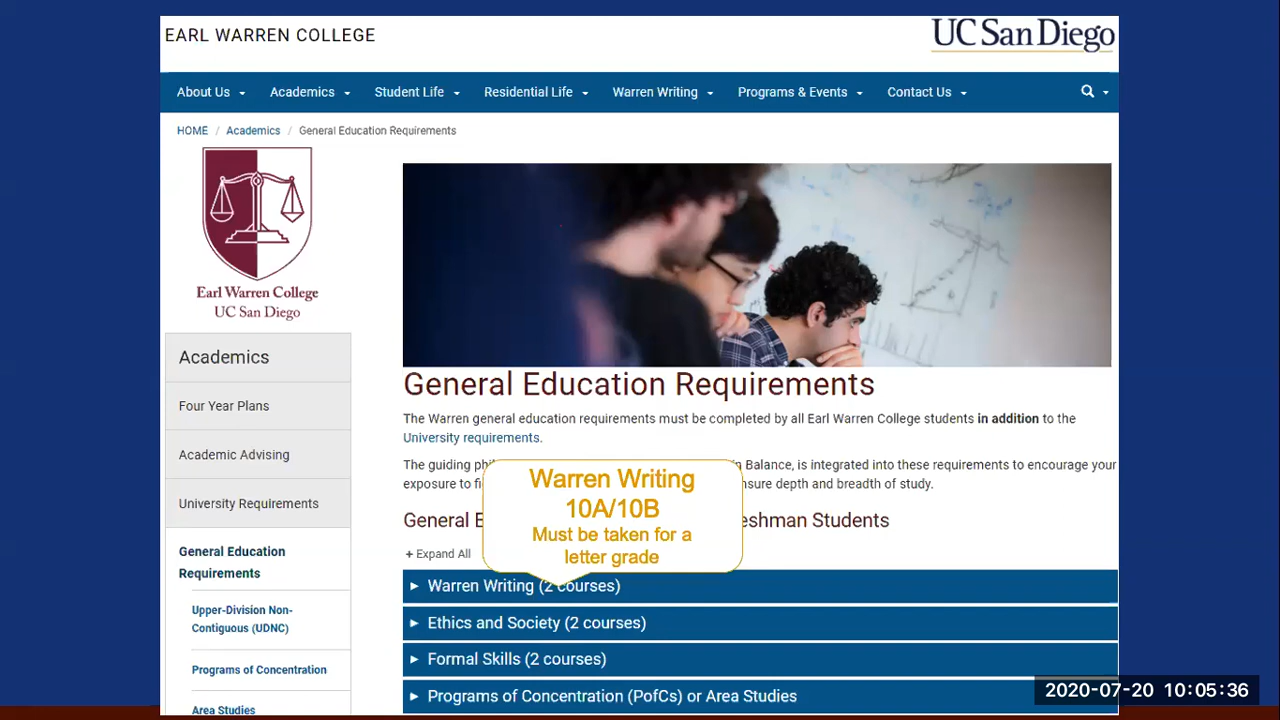 EARL WARREN COLLEGE
UC San Diego
About Us
Academics
Student Life
Residential Life
Warren Writing
Programs & Events
Contact Us
HOME / Academics / General Education Requirements
Earl Warren College
UC San Diego
Academics
Four Year Plans
Academic Advising
University Requirements
General Education
Requirements
Upper-Division Non-
Contiguous (UDNC)
Programs of Concentration
Area Studies
General Education Requirements
The Warren general education requirements must be completed by all Earl Warren College students in addition to the
University requirements.
The guiding in Balance, is integrated into these requirements to encourage your
exposure to depth and breadth of study.
General Students
Warren Writing
10A/10B
Must be taken for a
letter grade
+ Expand All
Warren Writing (2 courses)
Ethics and Society (2 courses)
Formal Skills (2 courses)
Programs of Concentration (PofCs) or Area Studies
2020-07-20 10:05:36